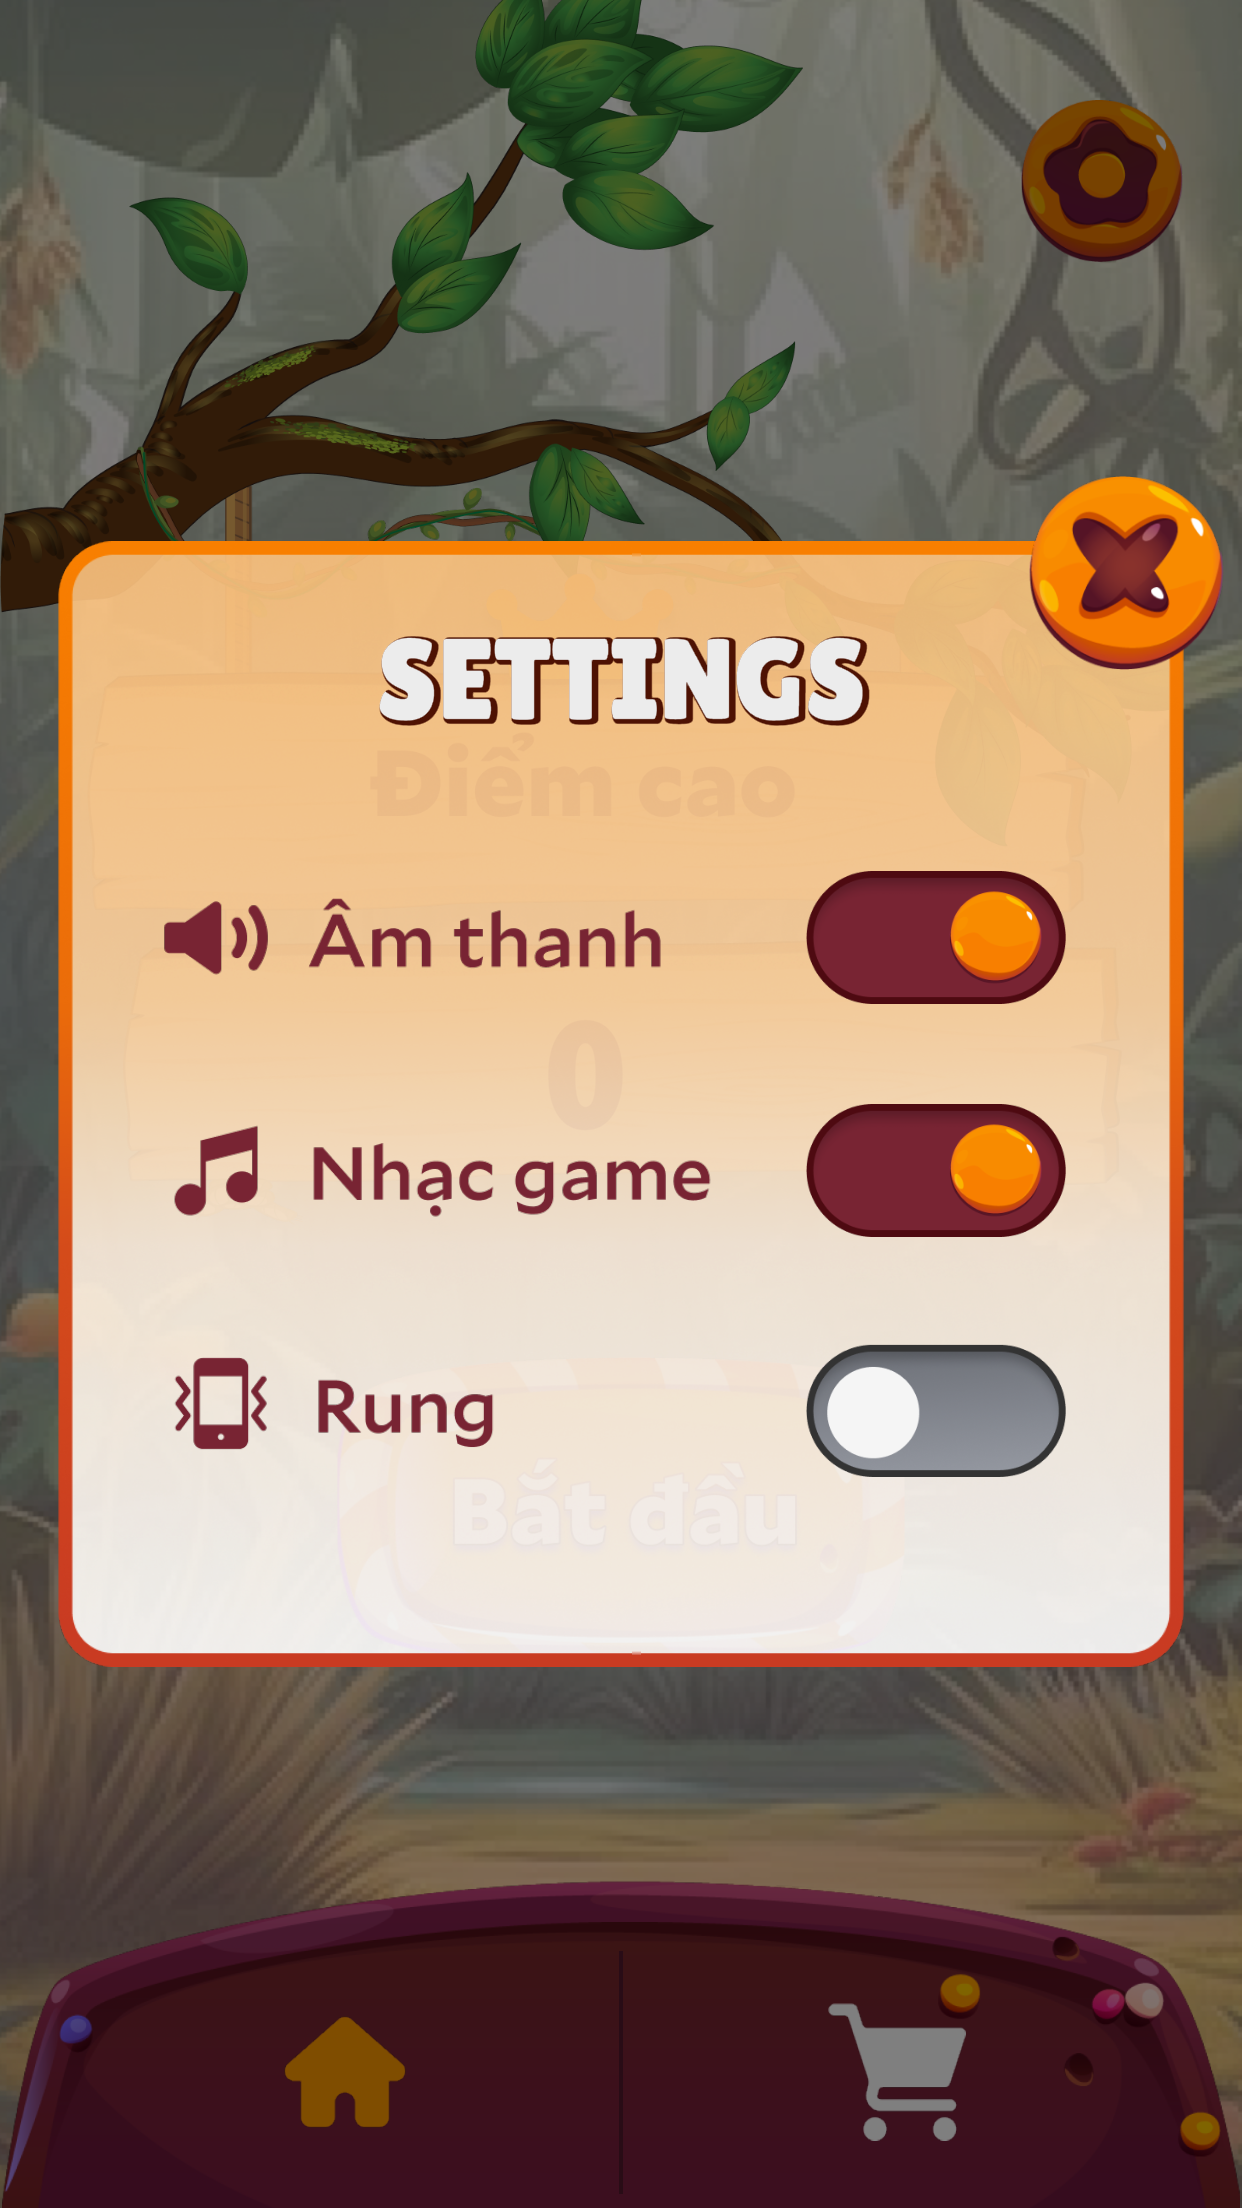 SETTINGS
Điểm cao
Âm thanh
0
Nhạc game
Rung
Bắt đầu